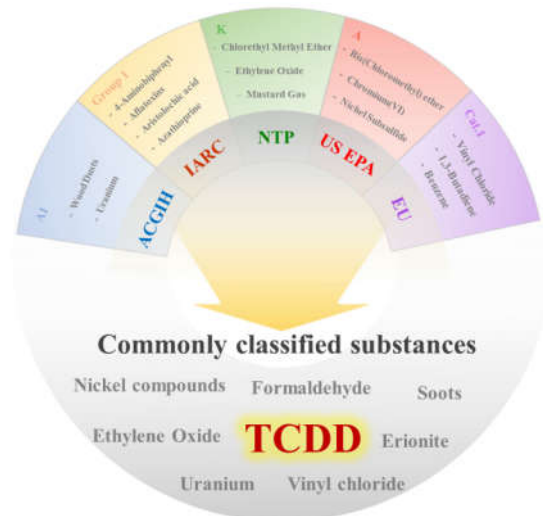 A1
- Wood Dusts
- Uranium
ACGIH
Group 1
- 4-Aminobiphenyl
- Aflatoxins
- Aristolochic acid
- Azathioprine
IARC
K
- Chlorethyl Methyl Ether
- Ethylene Oxide
- Mustard Gas
NTP
A
- Bis(Chloromethyl) ether
- Chromium(VI)
- Nickel Subsulfide
US EPA
Cat.1
- Vinyl Chloride
- 1,3-Butadiene
- Benzene
EU
Commonly classified substances
Nickel compounds Formaldehyde Soots
Ethylene Oxide TCDD Erionite
Uranium Vinyl chloride